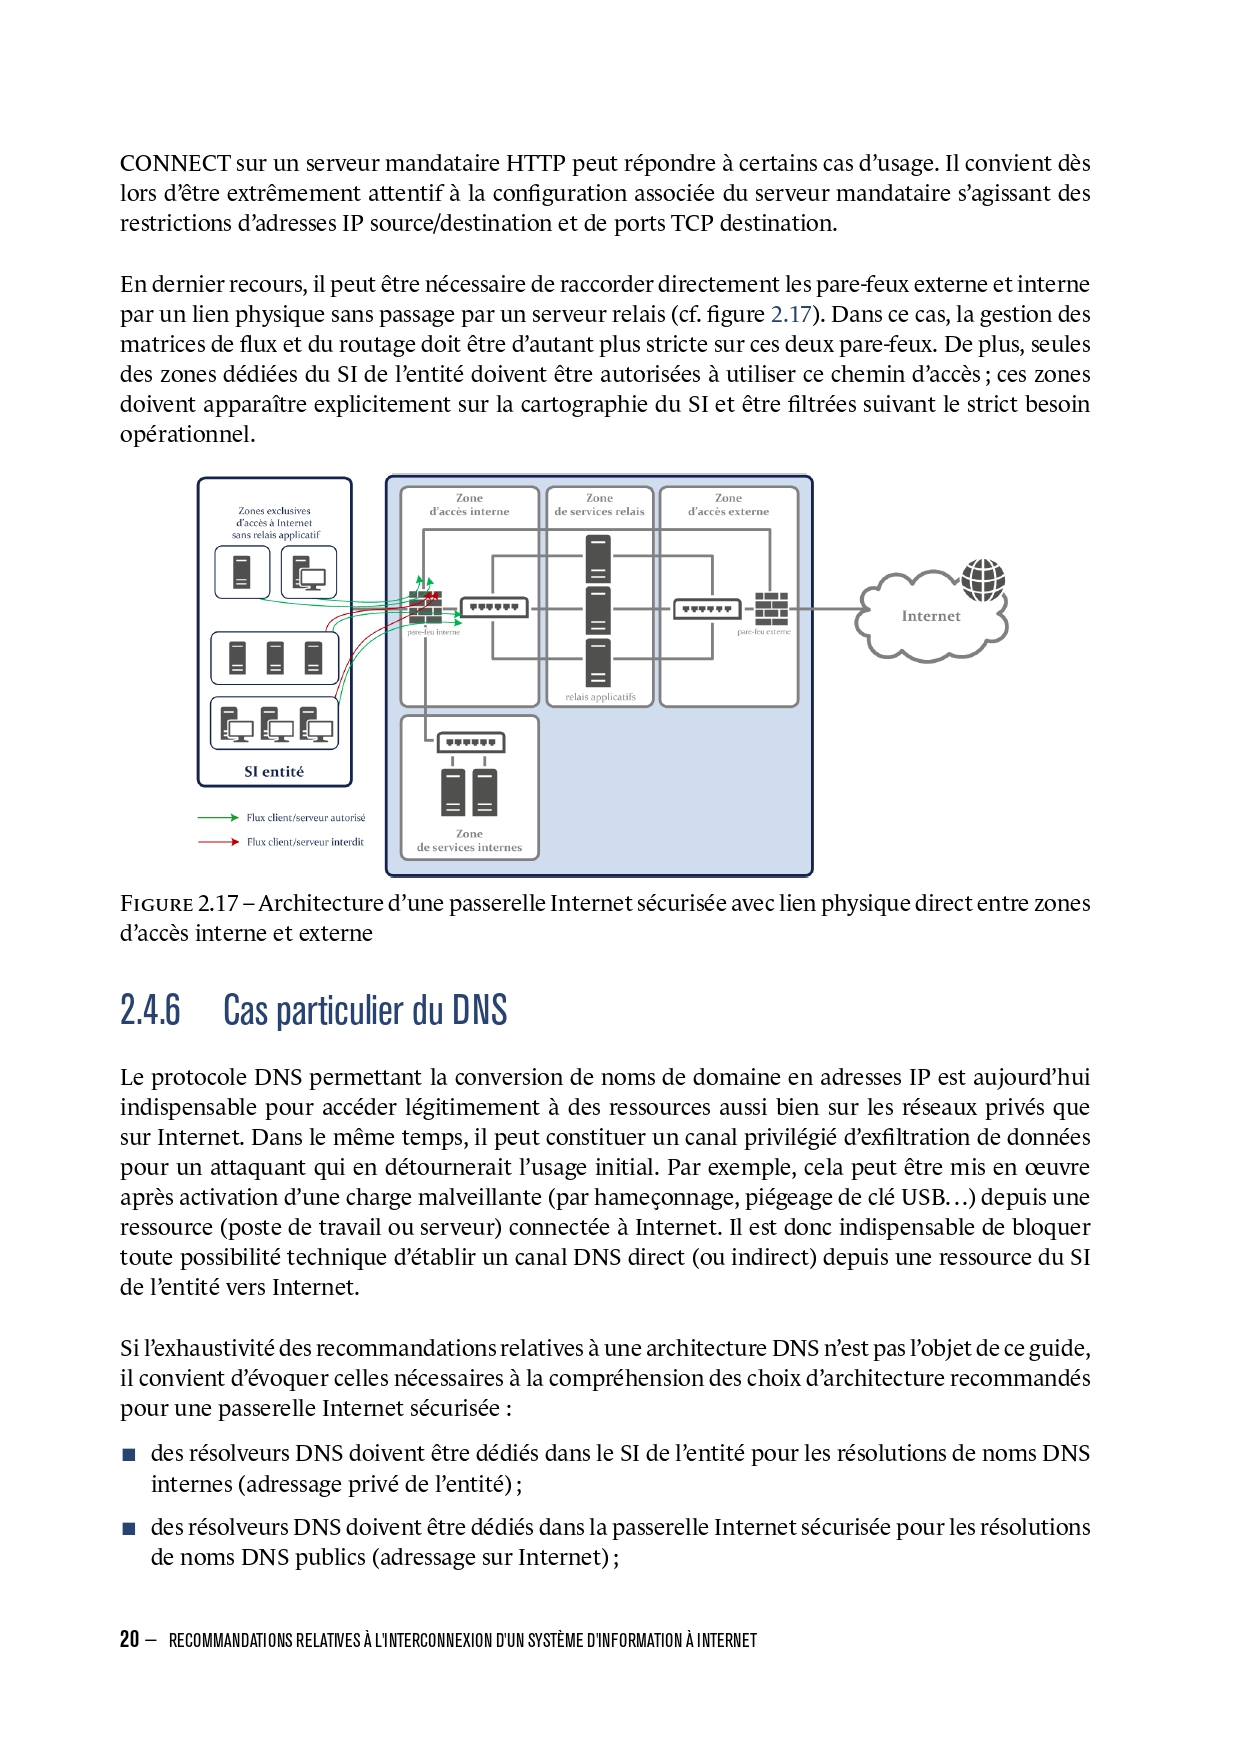 CONNECT sur un serveur mandataire HTTP peut répondre à certains cas d’usage. Il convient dès
lors d’être extrêmement attentif à la configuration associée du serveur mandataire s’agissant des
restrictions d’adresses IP source/destination et de ports TCP destination.
En dernier recours, il peut être nécessaire de raccorder directement les pare-feux externe et interne
par un lien physique sans passage par un serveur relais (cf. figure 2.17). Dans ce cas, la gestion des
matrices de flux et du routage doit être d’autant plus stricte sur ces deux pare-feux. De plus, seules
des zones dédiées du SI de l’entité doivent être autorisées à utiliser ce chemin d’accès ; ces zones
doivent apparaître explicitement sur la cartographie du SI et être filtrées suivant le strict besoin
opérationnel.
Zones exclusives
d’accès à Internet
sans relais applicatif
SI entité
Flux client/serveur autorisé
Flux client/serveur interdit
Zone
d’accès interne
Zone
de services relais
Zone
d’accès externe
pare-feu interne
pare-feu externe
relais applicatifs
Zone
de services internes
Internet
FIGURE 2.17 – Architecture d’une passerelle Internet sécurisée avec lien physique direct entre zones
d’accès interne et externe
2.4.6 Cas particulier du DNS
Le protocole DNS permettant la conversion de noms de domaine en adresses IP est aujourd’hui
indispensable pour accéder légitimement à des ressources aussi bien sur les réseaux privés que
sur Internet. Dans le même temps, il peut constituer un canal privilégié d’exfiltration de données
pour un attaquant qui en détournerait l’usage initial. Par exemple, cela peut être mis en œuvre
après activation d’une charge malveillante (par hameçonnage, piégeage de clé USB…) depuis une
ressource (poste de travail ou serveur) connectée à Internet. Il est donc indispensable de bloquer
toute possibilité technique d’établir un canal DNS direct (ou indirect) depuis une ressource du SI
de l’entité vers Internet.
Si l’exhaustivité des recommandations relatives à une architecture DNS n’est pas l’objet de ce guide,
il convient d’évoquer celles nécessaires à la compréhension des choix d’architecture recommandés
pour une passerelle Internet sécurisée :
■ des résolveurs DNS doivent être dédiés dans le SI de l’entité pour les résolutions de noms DNS
internes (adressage privé de l’entité) ;
■ des résolveurs DNS doivent être dédiés dans la passerelle Internet sécurisée pour les résolutions
de noms DNS publics (adressage sur Internet) ;
20 – RECOMMANDATIONS RELATIVES À L'INTERCONNEXION D'UN SYSTÈME D'INFORMATION À INTERNET